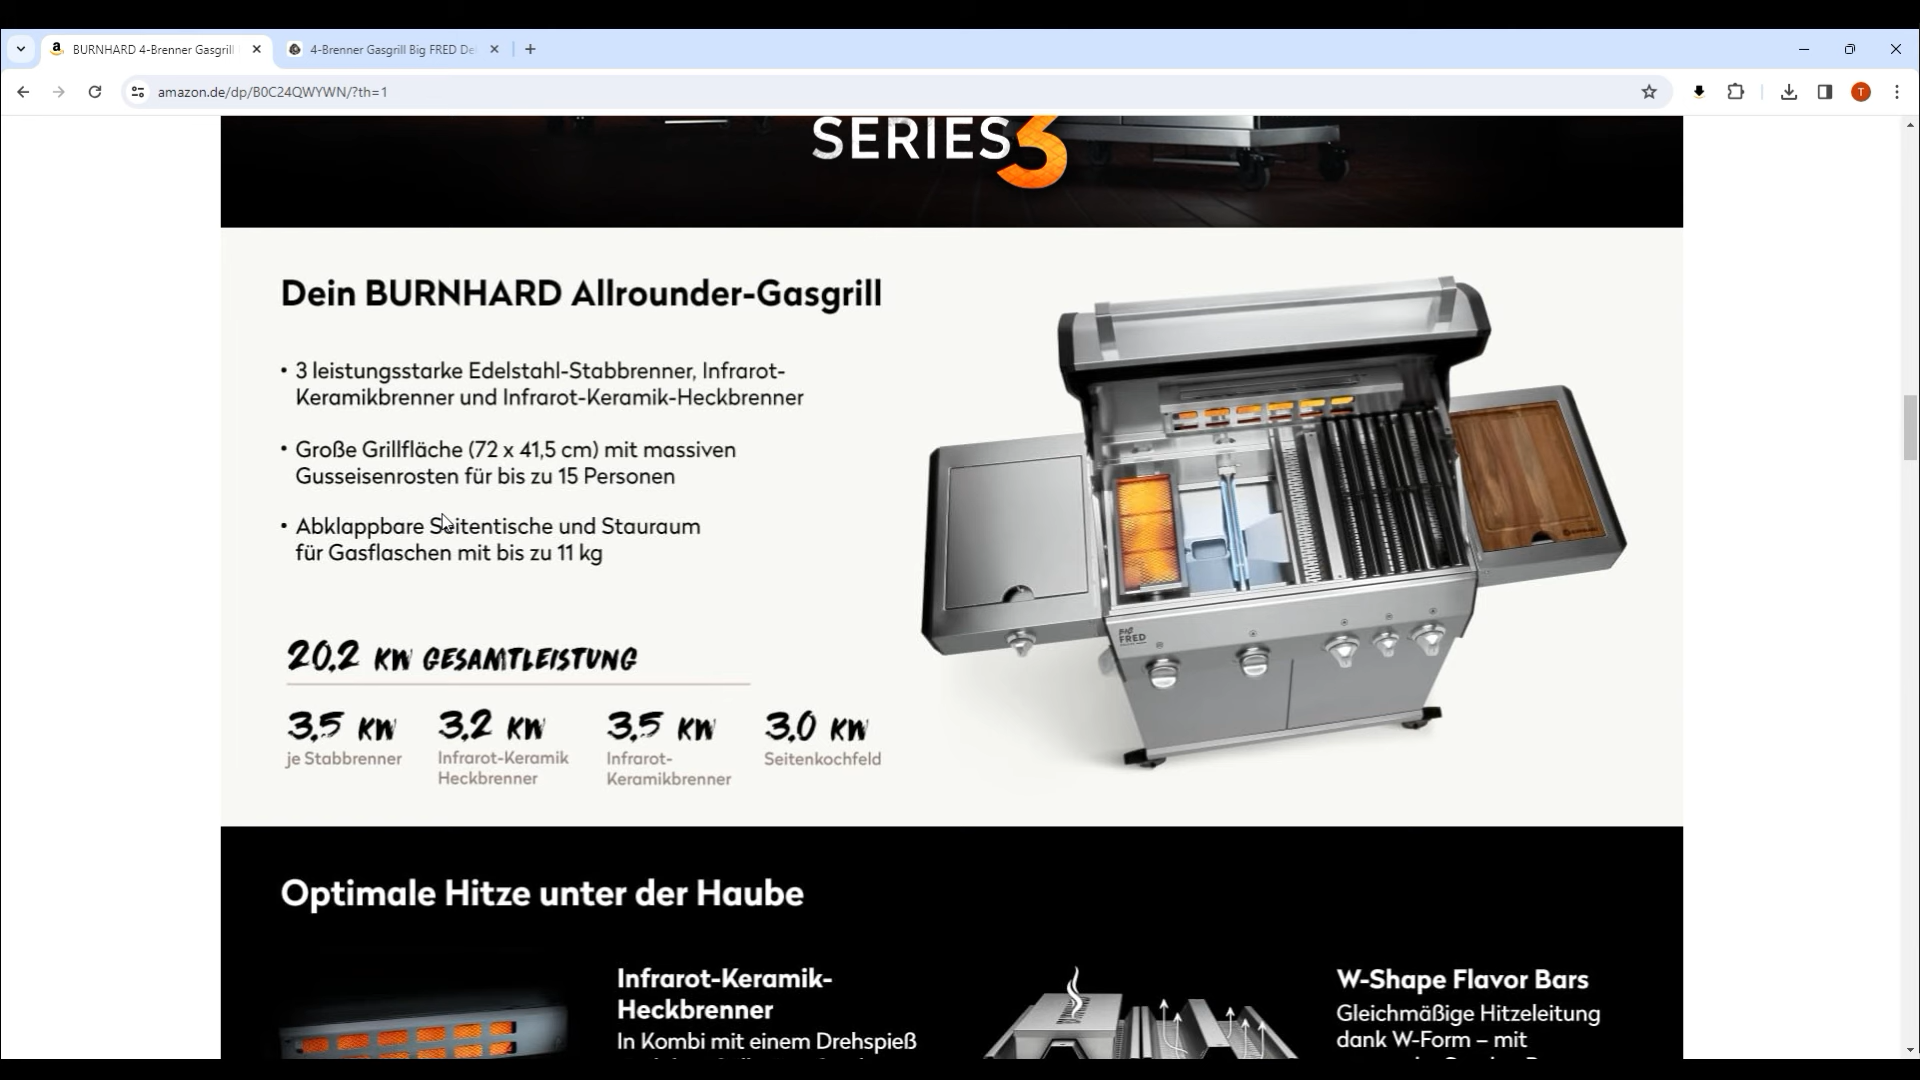 BURNHARD 4-Brenner Gasgrill
4-Brenner Gasgrill Big FRED De
amazon.de/dp/B0C24QWYWN/?th=1
T
SERIES3
Dein BURNHARD Allrounder-Gasgrill
• 3 leistungsstarke Edelstahl-Stabbrenner, Infrarot-
Keramikbrenner und Infrarot-Keramik-Heckbrenner
• Große Grillfläche (72 x 41,5 cm) mit massiven
Gusseisenrosten für bis zu 15 Personen
• Abklappbare Seitentische und Stauraum
für Gasflaschen mit bis zu 11 kg
BIG
FRED
20,2 KW GESAMTLEISTUNG
3,5 KW
je Stabbrenner
3,2 KW
Infrarot-Keramik
Heckbrenner
3,5 KW
Infrarot-
Keramikbrenner
3,0 KW
Seitenkochfeld
Optimale Hitze unter der Haube
Infrarot-Keramik-
Heckbrenner
In Kombi mit einem Drehspieß
W-Shape Flavor Bars
Gleichmäßige Hitzeleitung
dank W-Form – mit